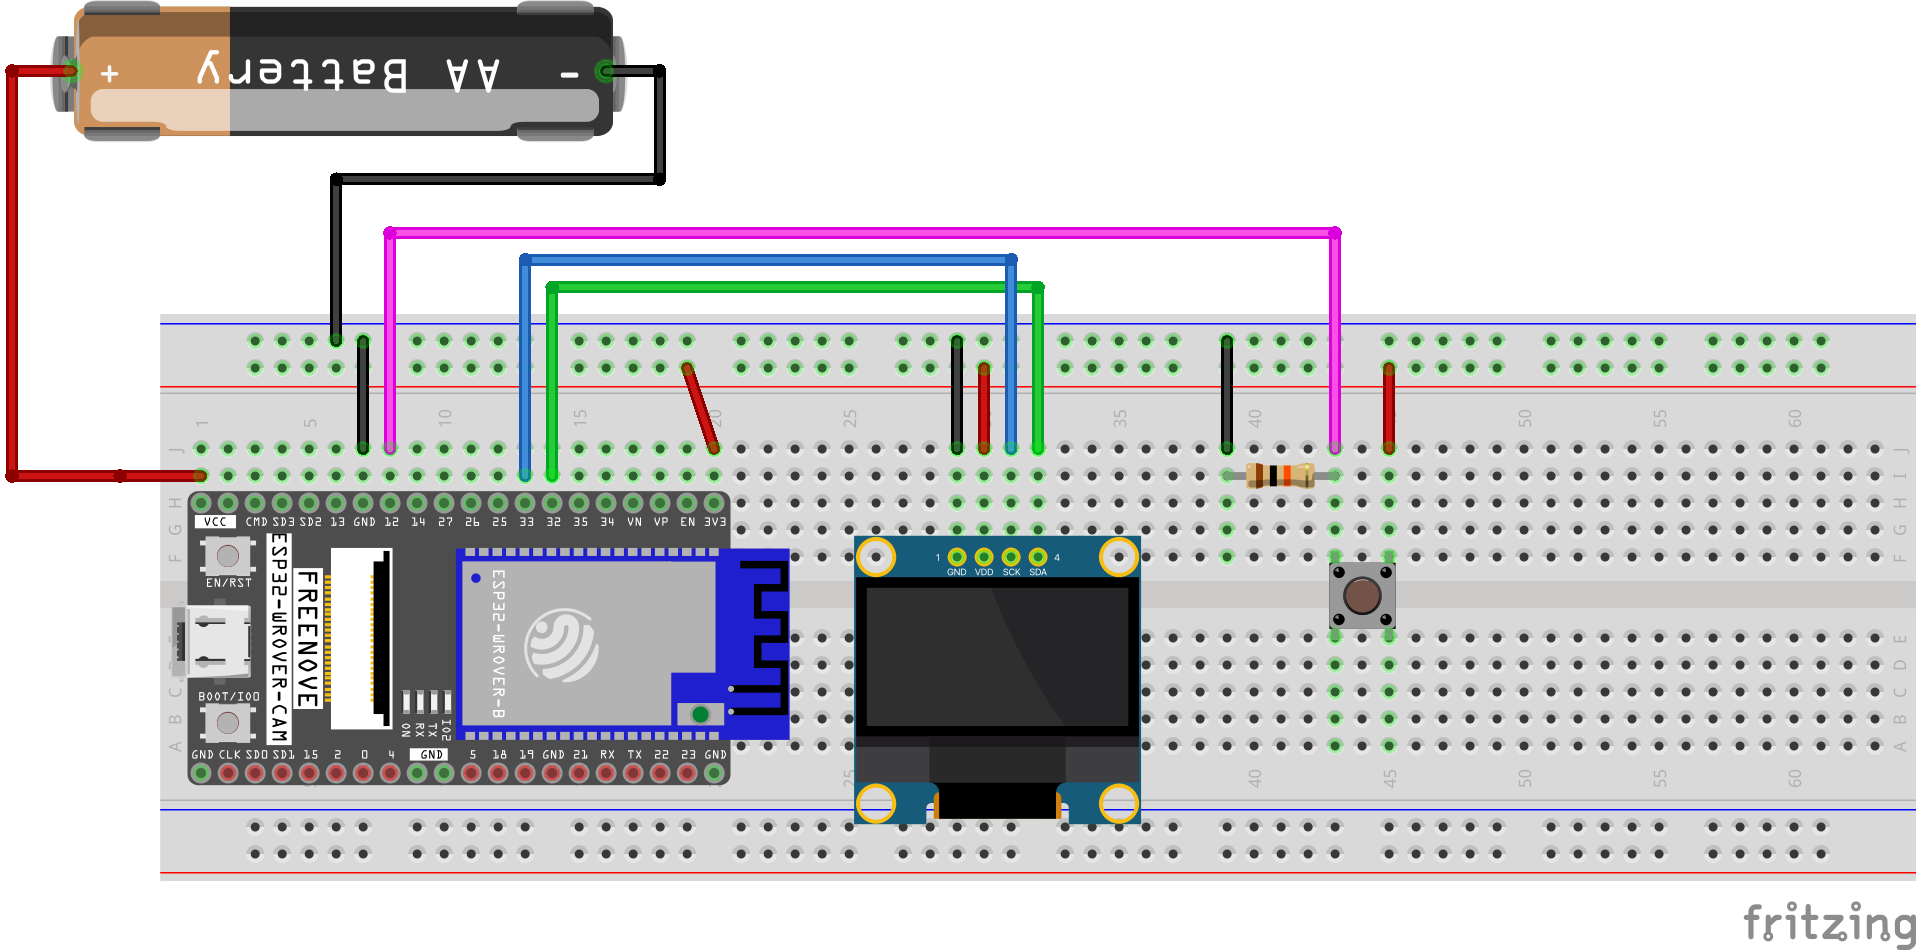 + AA Battery -
1 5 10 15 20 25 35 40 50 55 60
J J
I I
H H
G G
F F
VCC CMD SD3 SD2 13 GND 12 14 27 26 25 33 32 35 34 VN VP EN 3V3
EN/RST
ESP32-WROVER-CAM
FREENOVE
ESP32-WROVER-B
1 4
GND VDD SCK SDA
E
D
C C
B B
A A
BOOT/IO0
ON RX TX IO2
GND CLK SD0 SD1 15 2 0 4 GND 5 18 19 GND 21 RX TX 22 23 GND
25 40 45 50 55 60
fritzing